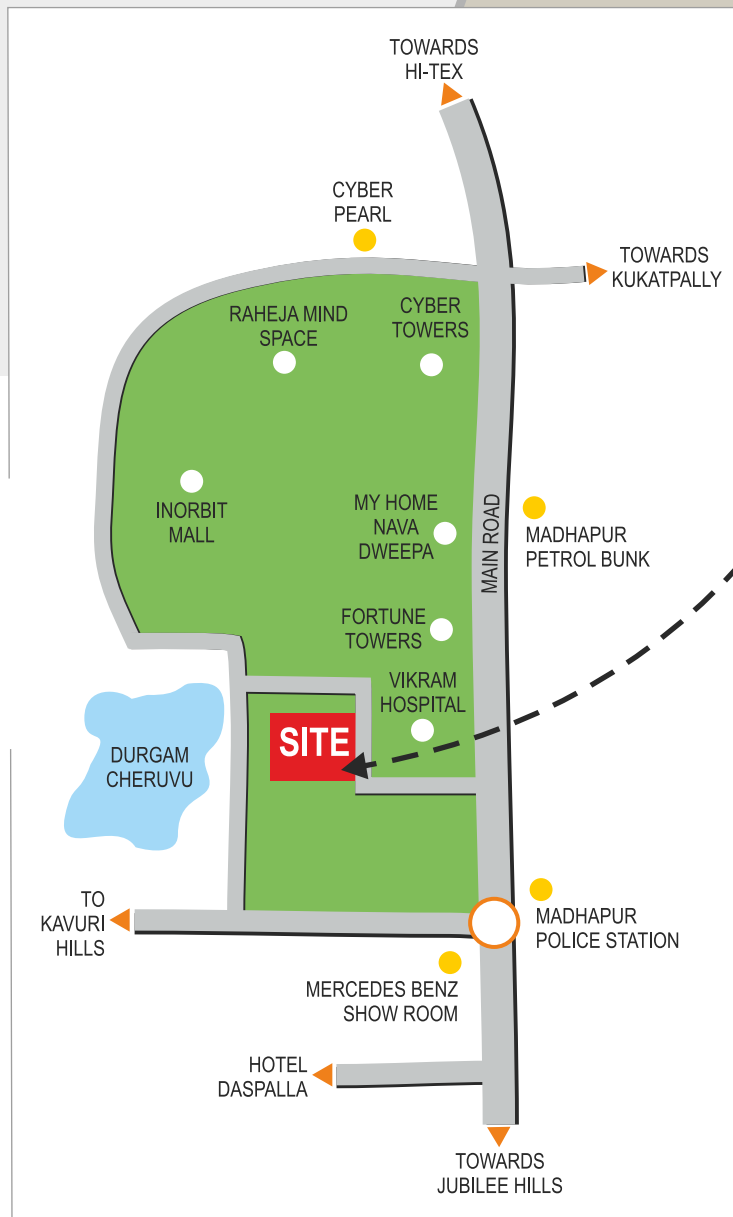 TOWARDS
HI-TEX
CYBER
PEARL
TOWARDS
KUKATPALLY
RAHEJA MIND
SPACE
CYBER
TOWERS
INORBIT
MALL
MY HOME
NAVA
DWEEPA
MAIN ROAD
MADHAPUR
PETROL BUNK
FORTUNE
TOWERS
VIKRAM
HOSPITAL
SITE
DURGAM
CHERUVU
TO
KAVURI
HILLS
MADHAPUR
POLICE STATION
MERCEDES BENZ
SHOW ROOM
HOTEL
DASPALLA
TOWARDS
JUBILEE HILLS